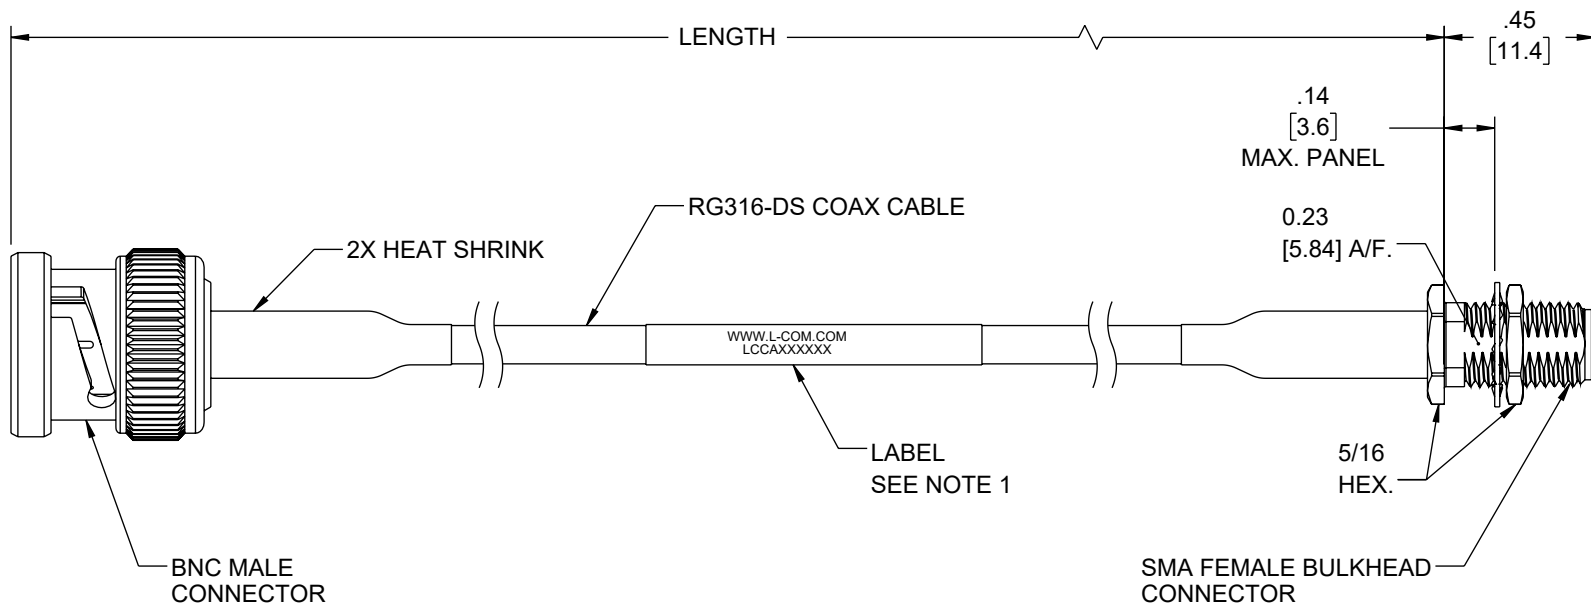 LENGTH
.45
[11.4]
.14
[3.6]
MAX. PANEL
RG316-DS COAX CABLE
0.23
[5.84] A/F.
2X HEAT SHRINK
WWW.L-COM.COM
LCCAXXXXXX
LABEL
SEE NOTE 1
5/16
HEX.
BNC MALE
CONNECTOR
SMA FEMALE BULKHEAD
CONNECTOR